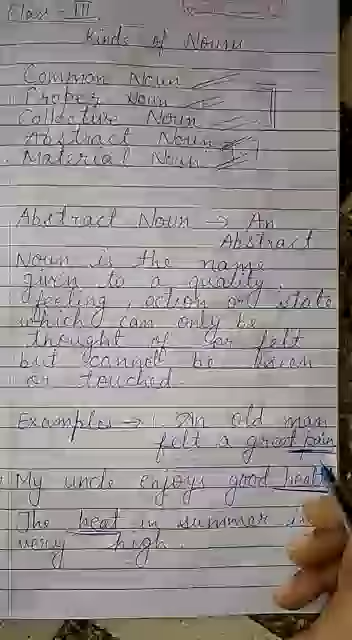 Class - III
Kinds of Noun
Common Noun
Proper Noun
Collective Noun
Abstract Noun
Material Noun
Abstract Noun → An
Abstract
Noun is the name
given to a quality,
feeling, action or state
which can only be
thought of or felt
but cannot be
or touched.
Examples → 1. An old man
felt a great pain
My uncle enjoys good
The heat in summer is
very high.